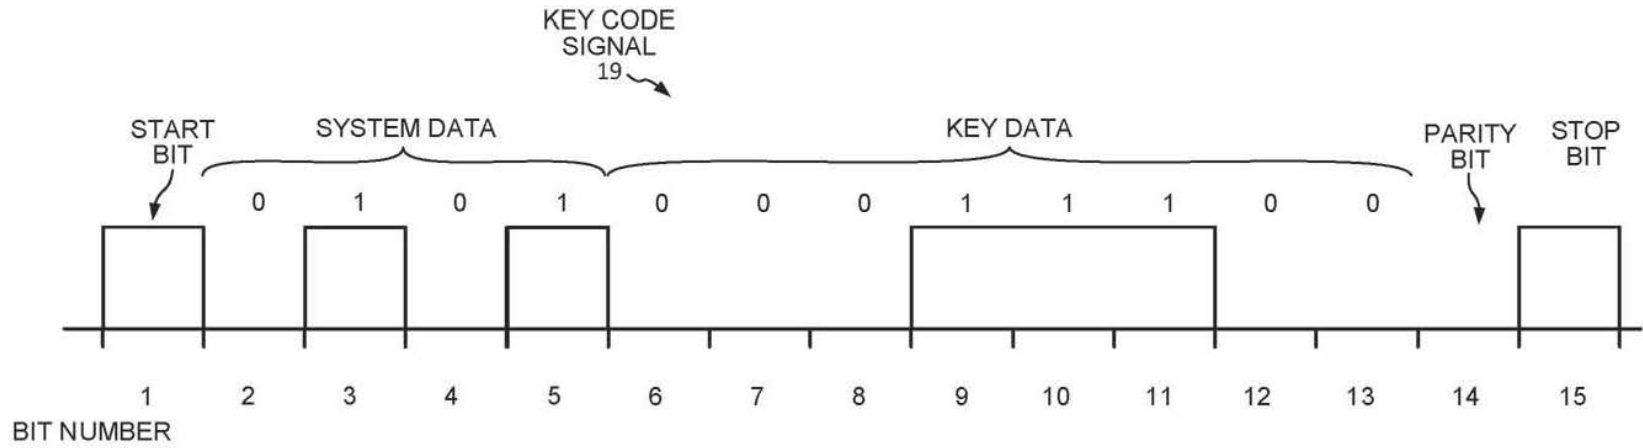 KEY CODE
SIGNAL
19
START
BIT
SYSTEM DATA
KEY DATA
PARITY
BIT
STOP
BIT
0 1 0 1 0 0 0 1 1 1 0 0
1 2 3 4 5 6 7 8 9 10 11 12 13 14 15
BIT NUMBER